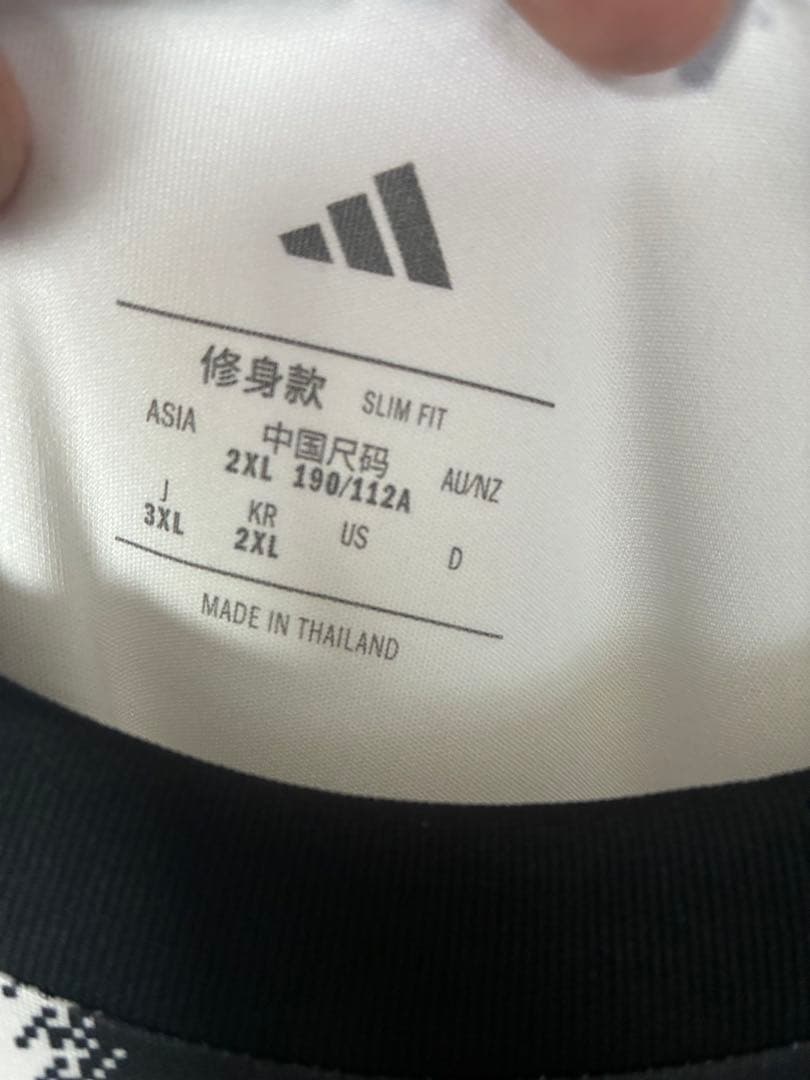 修身款 SLIM FIT
ASIA 中国尺码 AU/NZ
2XL 190/112A
J KR US D
3XL 2XL
MADE IN THAILAND